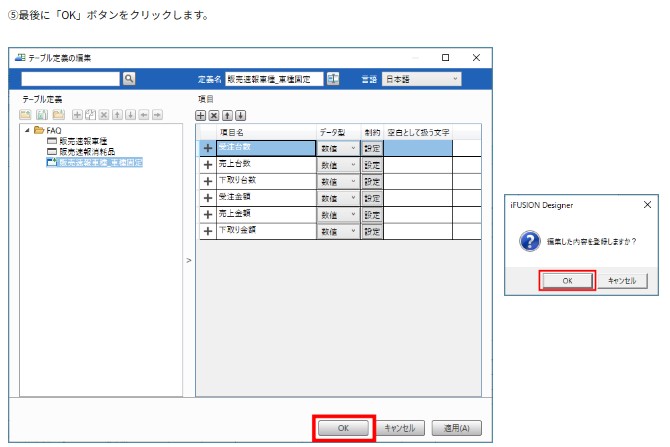 ⑤最後に「OK」ボタンをクリックします。
テーブル定義の編集
定義名 販売速報車種_車種固定 言語 日本語
テーブル定義
項目
FAQ
販売速報車種
販売速報消耗品
販売速報車種_車種固定
項目名 データ型 制約 空白として扱う文字
受注台数 数値 設定
売上台数 数値 設定
下取り台数 数値 設定
受注金額 数値 設定
売上金額 数値 設定
下取り金額 数値 設定
>
OK キャンセル 適用(A)
iFUSION Designer
編集した内容を登録しますか?
OK キャンセル